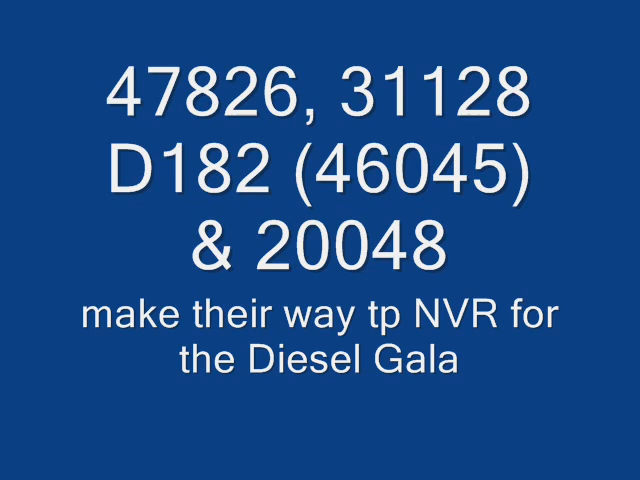 47826, 31128
D182 (46045)
& 20048
make their way tp NVR for
the Diesel Gala